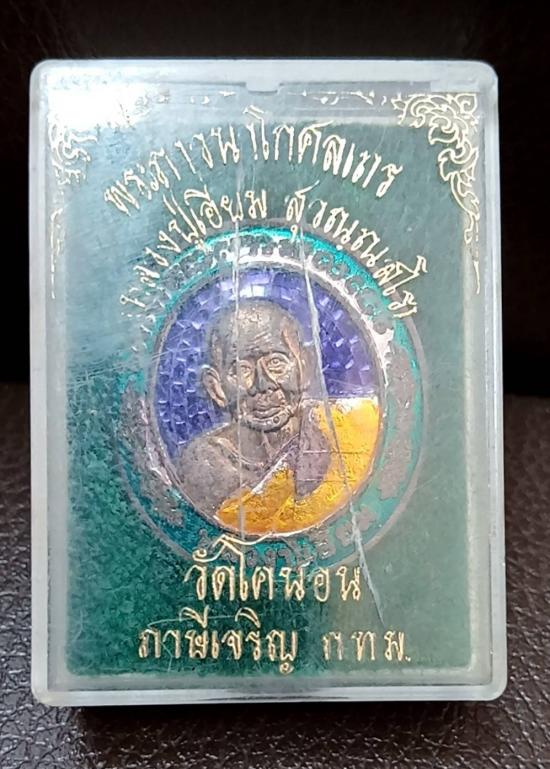 พระภาวนาโกศลเถร
(หลวงปู่เอี่ยม สุวณฺณสโร)
วัดโคนอน
ภาษีเจริญ กทม.